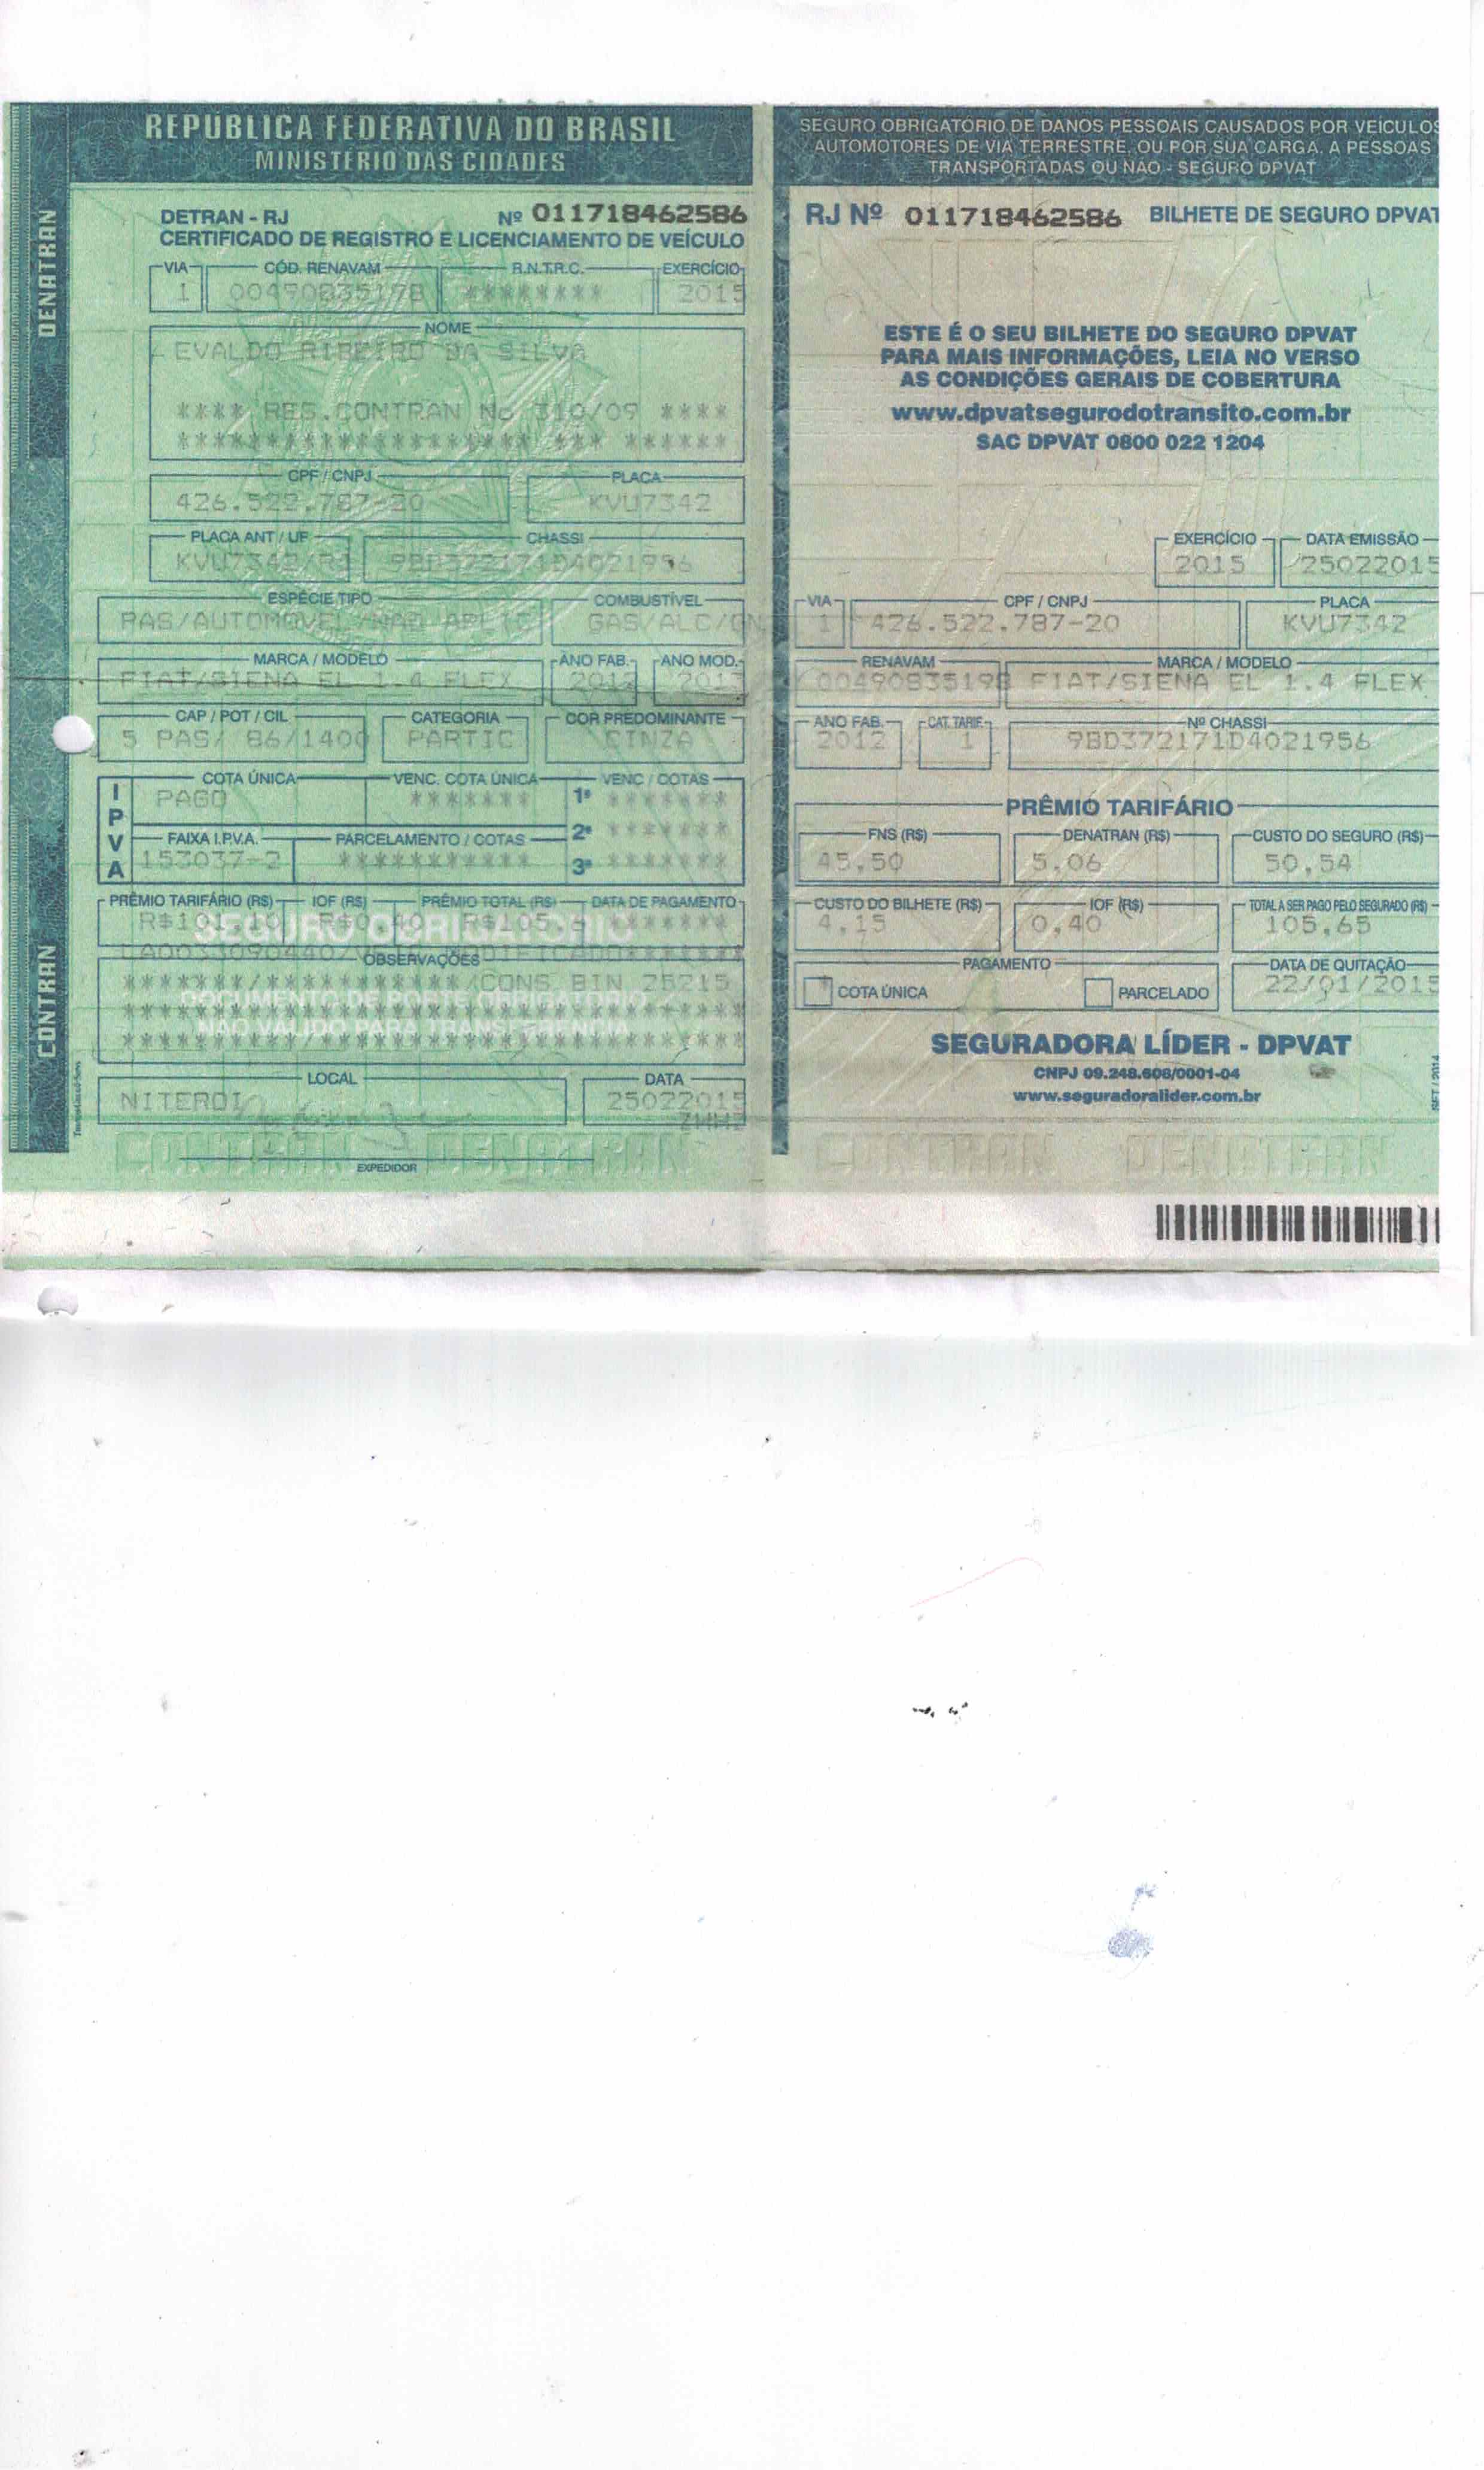 REPÚBLICA FEDERATIVA DO BRASIL
MINISTÉRIO DAS CIDADES
DENATRAN
CONTRAN
DETRAN - RJ Nº 011718462586
CERTIFICADO DE REGISTRO E LICENCIAMENTO DE VEÍCULO
VIA CÓD. RENAVAM R.N.T.R.C. EXERCÍCIO
1 00490835198 ******** 2015
NOME
EVALDO RIBEIRO DA SILVA
**** RES.CONTRAN No 310/09 ****
********************* *** ******
CPF / CNPJ PLACA
426.522.787-20 KVU7342
PLACA ANT / UF CHASSI
KVU7342/RJ 9BD372171D4021956
ESPÉCIE TIPO COMBUSTÍVEL
PAS/AUTOMOVEL/NAO APLIC GAS/ALC/GN
MARCA / MODELO ANO FAB. ANO MOD.
FIAT/SIENA EL 1.4 FLEX 2012 2013
CAP / POT / CIL CATEGORIA COR PREDOMINANTE
5 PAS/ 86/1400 PARTIC CINZA
IPVA
COTA ÚNICA VENC. COTA ÚNICA VENC / COTAS
PAGO ******* 1ª *******
FAIXA I.P.V.A. PARCELAMENTO / COTAS 2ª *******
153037-2 *********** 3ª *******
PRÊMIO TARIFÁRIO (R$) IOF (R$) PRÊMIO TOTAL (R$) DATA DE PAGAMENTO
R$0,40
SEGURO OBRIGATÓRIO
OBSERVAÇÕES
*******/***********/CONS BIN 25215
DOCUMENTO DE PORTE OBRIGATÓRIO
NÃO VÁLIDO PARA TRANSFERÊNCIA
LOCAL DATA
NITEROI 25022015
EXPEDIDOR
CONTRAN DENATRAN
SEGURO OBRIGATÓRIO DE DANOS PESSOAIS CAUSADOS POR VEÍCULOS
AUTOMOTORES DE VIA TERRESTRE, OU POR SUA CARGA, A PESSOAS
TRANSPORTADAS OU NÃO - SEGURO DPVAT
RJ Nº 011718462586 BILHETE DE SEGURO DPVAT
ESTE É O SEU BILHETE DO SEGURO DPVAT
PARA MAIS INFORMAÇÕES, LEIA NO VERSO
AS CONDIÇÕES GERAIS DE COBERTURA
www.dpvatsegurodotransito.com.br
SAC DPVAT 0800 022 1204
EXERCÍCIO DATA EMISSÃO
2015 25022015
VIA CPF / CNPJ PLACA
1 426.522.787-20 KVU7342
RENAVAM MARCA / MODELO
00490835198 FIAT/SIENA EL 1.4 FLEX
ANO FAB. CAT. TARIF. Nº CHASSI
2012 1 9BD372171D4021956
PRÊMIO TARIFÁRIO
FNS (R$) DENATRAN (R$) CUSTO DO SEGURO (R$)
45,50 5,06 50,54
CUSTO DO BILHETE (R$) IOF (R$) TOTAL A SER PAGO PELO SEGURADO (R$)
4,15 0,40 105,65
PAGAMENTO DATA DE QUITAÇÃO
COTA ÚNICA PARCELADO 22/01/2015
SEGURADORA LÍDER - DPVAT
CNPJ 09.248.608/0001-04
www.seguradoralider.com.br
SET / 2014
CONTRAN DENATRAN